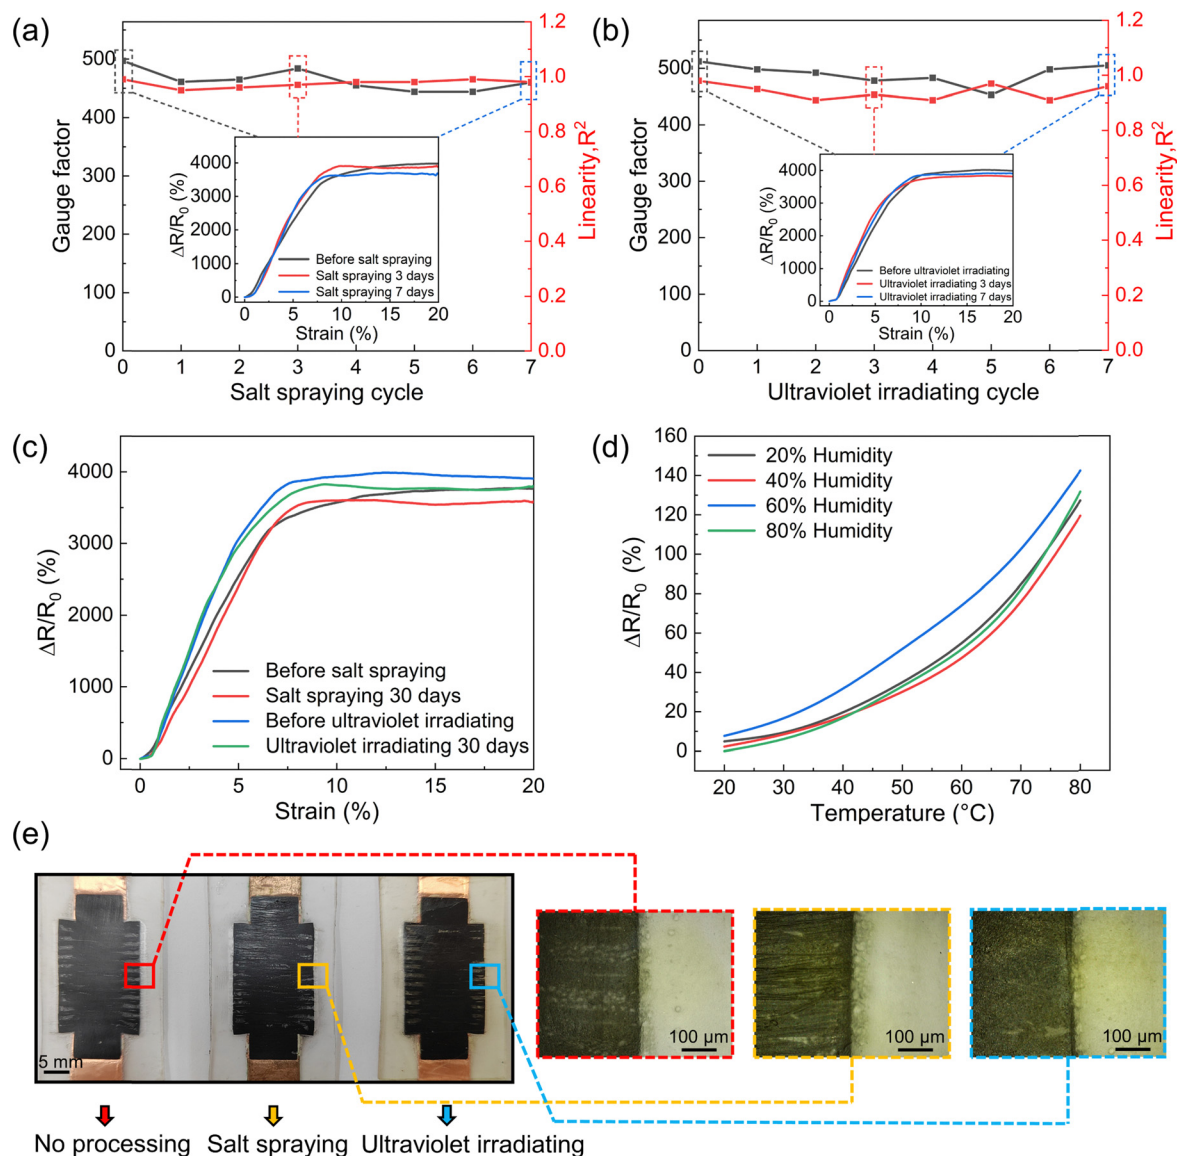 (a)
Gauge factor
500
450
400
350
300
250
200
150
100
0
1.2
1.0
0.8
0.6
0.4
0.2
0.0
Linearity,R²
0 1 2 3 4 5 6 7
Salt spraying cycle
ΔR/R₀ (%)
4000
3000
2000
1000
0
Before salt spraying
Salt spraying 3 days
Salt spraying 7 days
0 5 10 15 20
Strain (%)
(b)
Gauge factor
500
400
300
200
100
0
1.2
1.0
0.8
0.6
0.4
0.2
0.0
Linearity,R²
0 1 2 3 4 5 6 7
Ultraviolet irradiating cycle
ΔR/R₀ (%)
4000
3000
2000
1000
0
Before ultraviolet irradiating
Ultraviolet irradiating 3 days
Ultraviolet irradiating 7 days
0 5 10 15 20
Strain (%)
(c)
ΔR/R₀ (%)
4000
3000
2000
1000
0
Before salt spraying
Salt spraying 30 days
Before ultraviolet irradiating
Ultraviolet irradiating 30 days
0 5 10 15 20
Strain (%)
(d)
ΔR/R₀ (%)
160
140
120
100
80
60
40
20
0
20% Humidity
40% Humidity
60% Humidity
80% Humidity
20 30 40 50 60 70 80
Temperature (°C)
(e)
5 mm
100 μm
100 μm
100 μm
No processing
Salt spraying
Ultraviolet irradiating